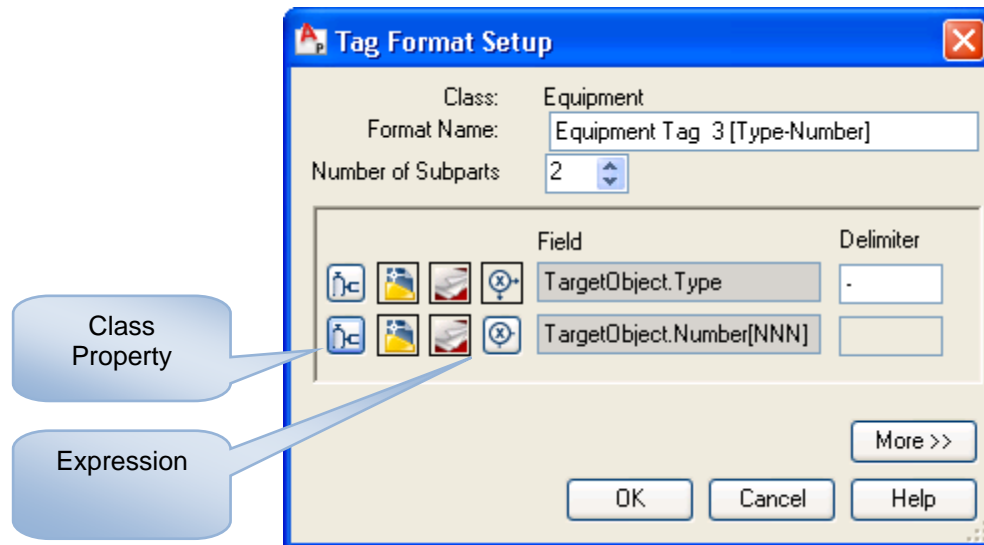 Tag Format Setup
Class: Equipment
Format Name: Equipment Tag 3 [Type-Number]
Number of Subparts 2
Field Delimiter
TargetObject.Type -
TargetObject.Number[NNN]
Class
Property
Expression
More >>
OK Cancel Help